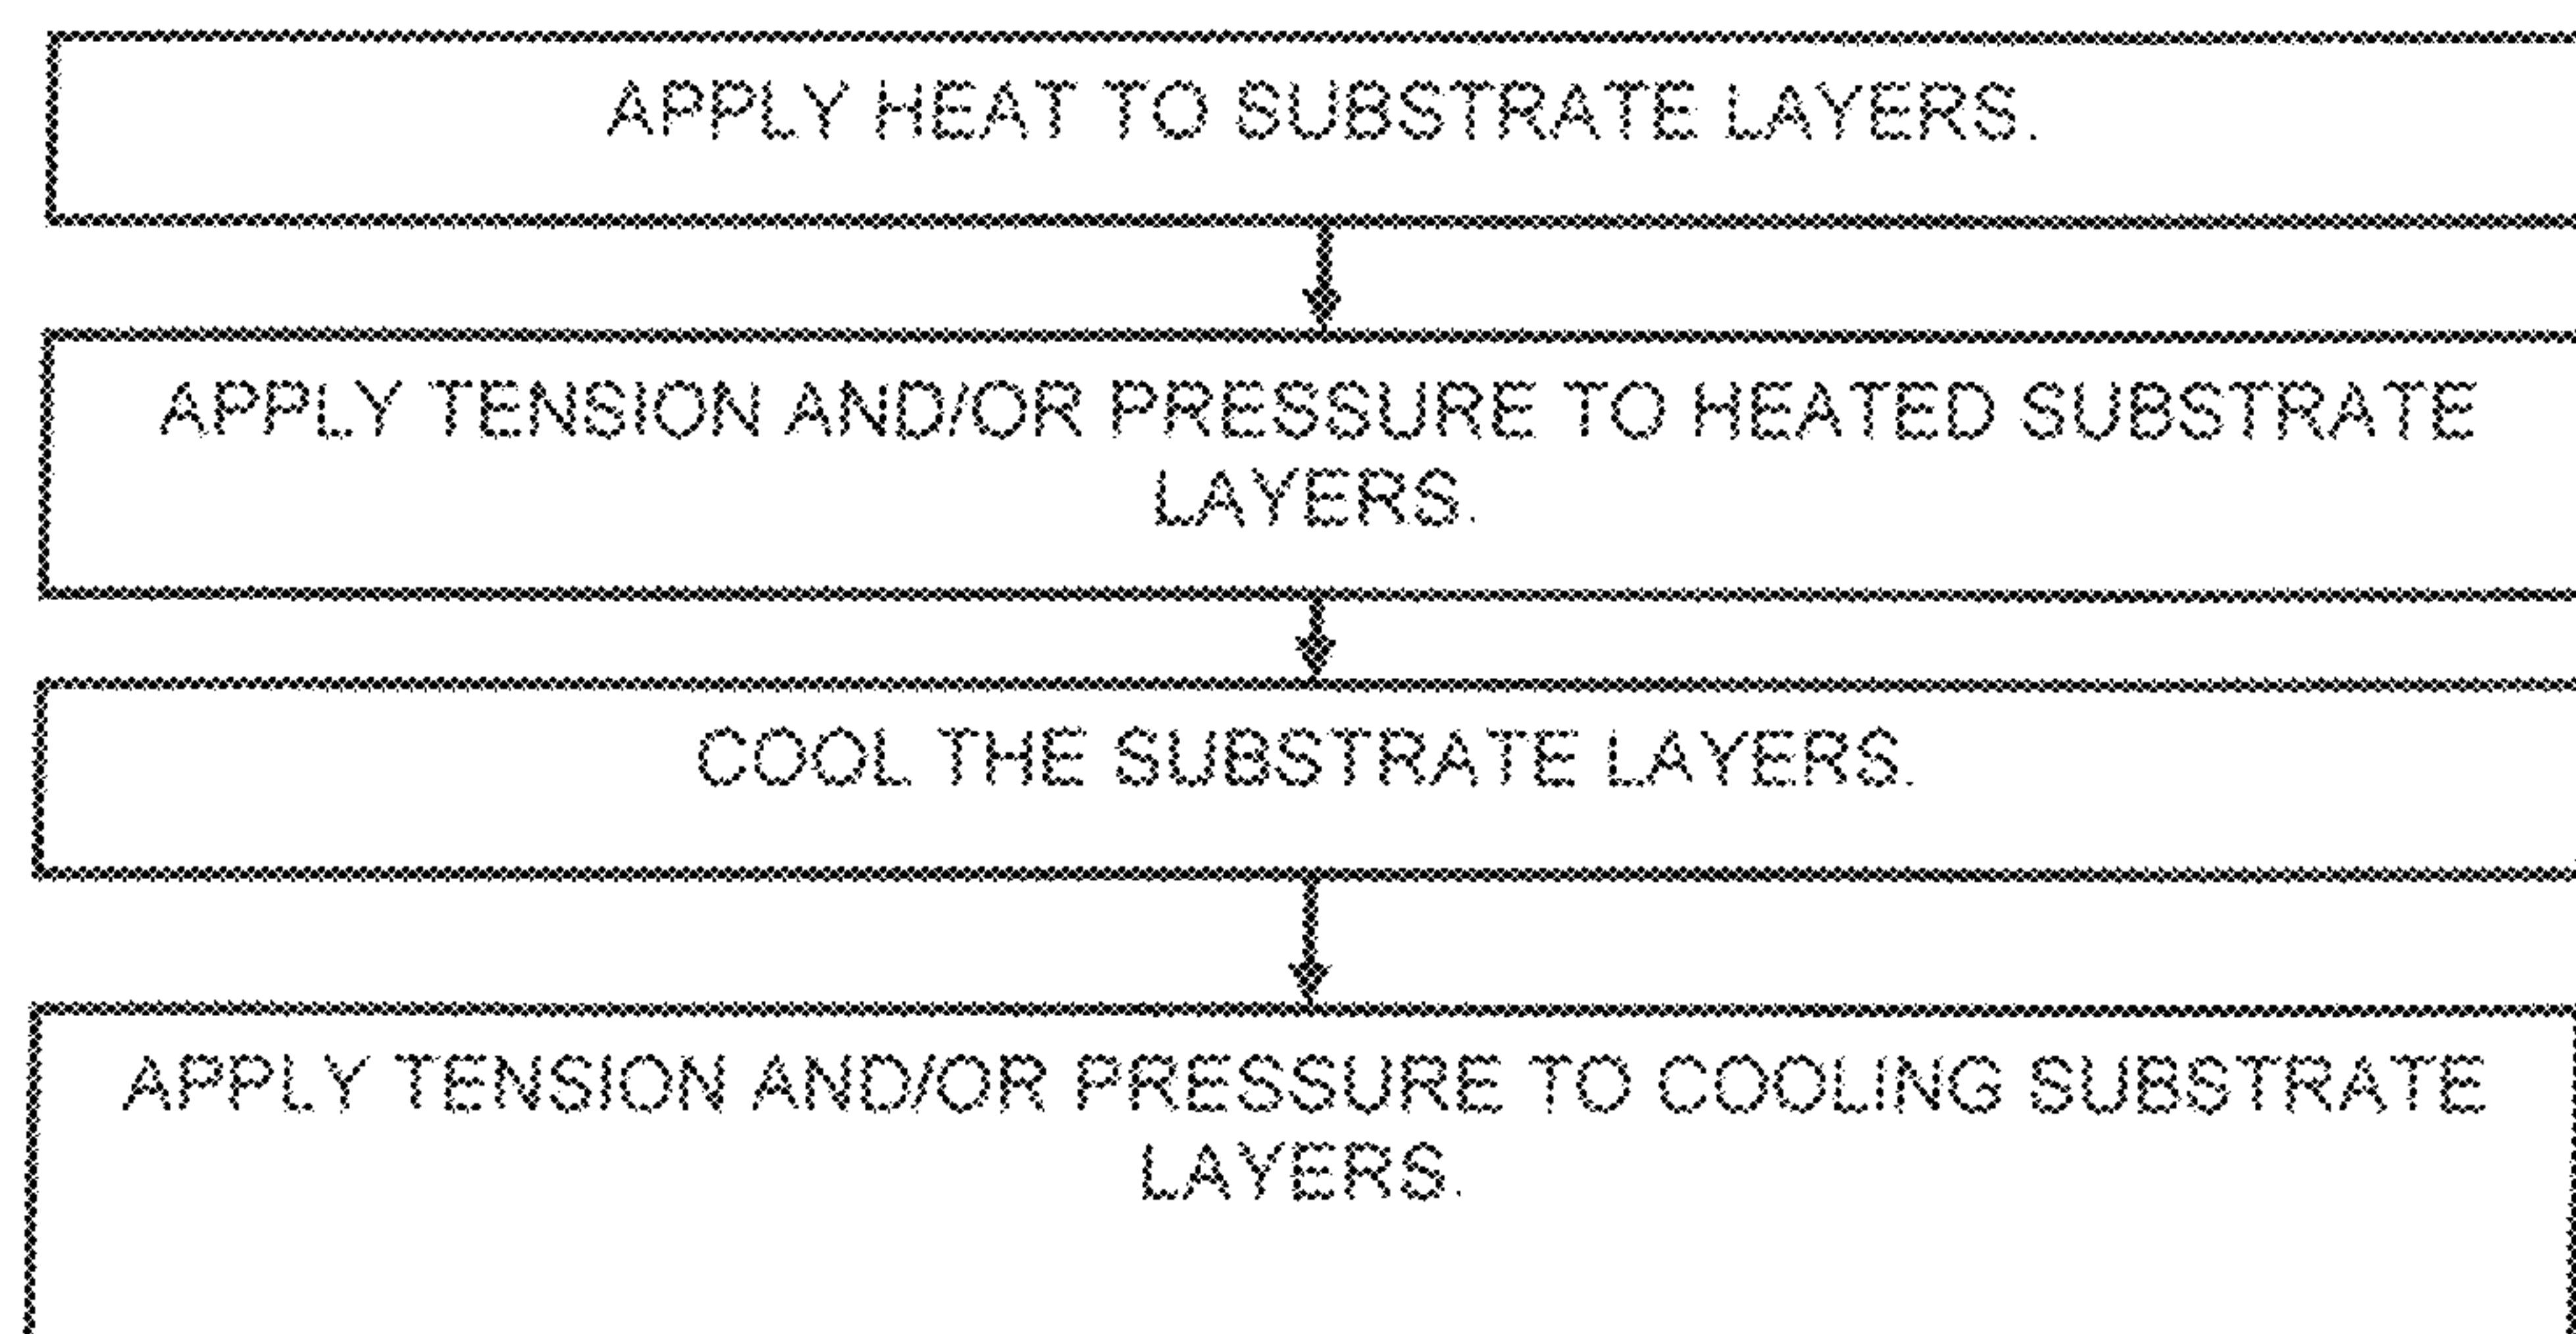 APPLY HEAT TO SUBSTRATE LAYERS.
APPLY TENSION AND/OR PRESSURE TO HEATED SUBSTRATE
LAYERS.
COOL THE SUBSTRATE LAYERS.
APPLY TENSION AND/OR PRESSURE TO COOLING SUBSTRATE
LAYERS.